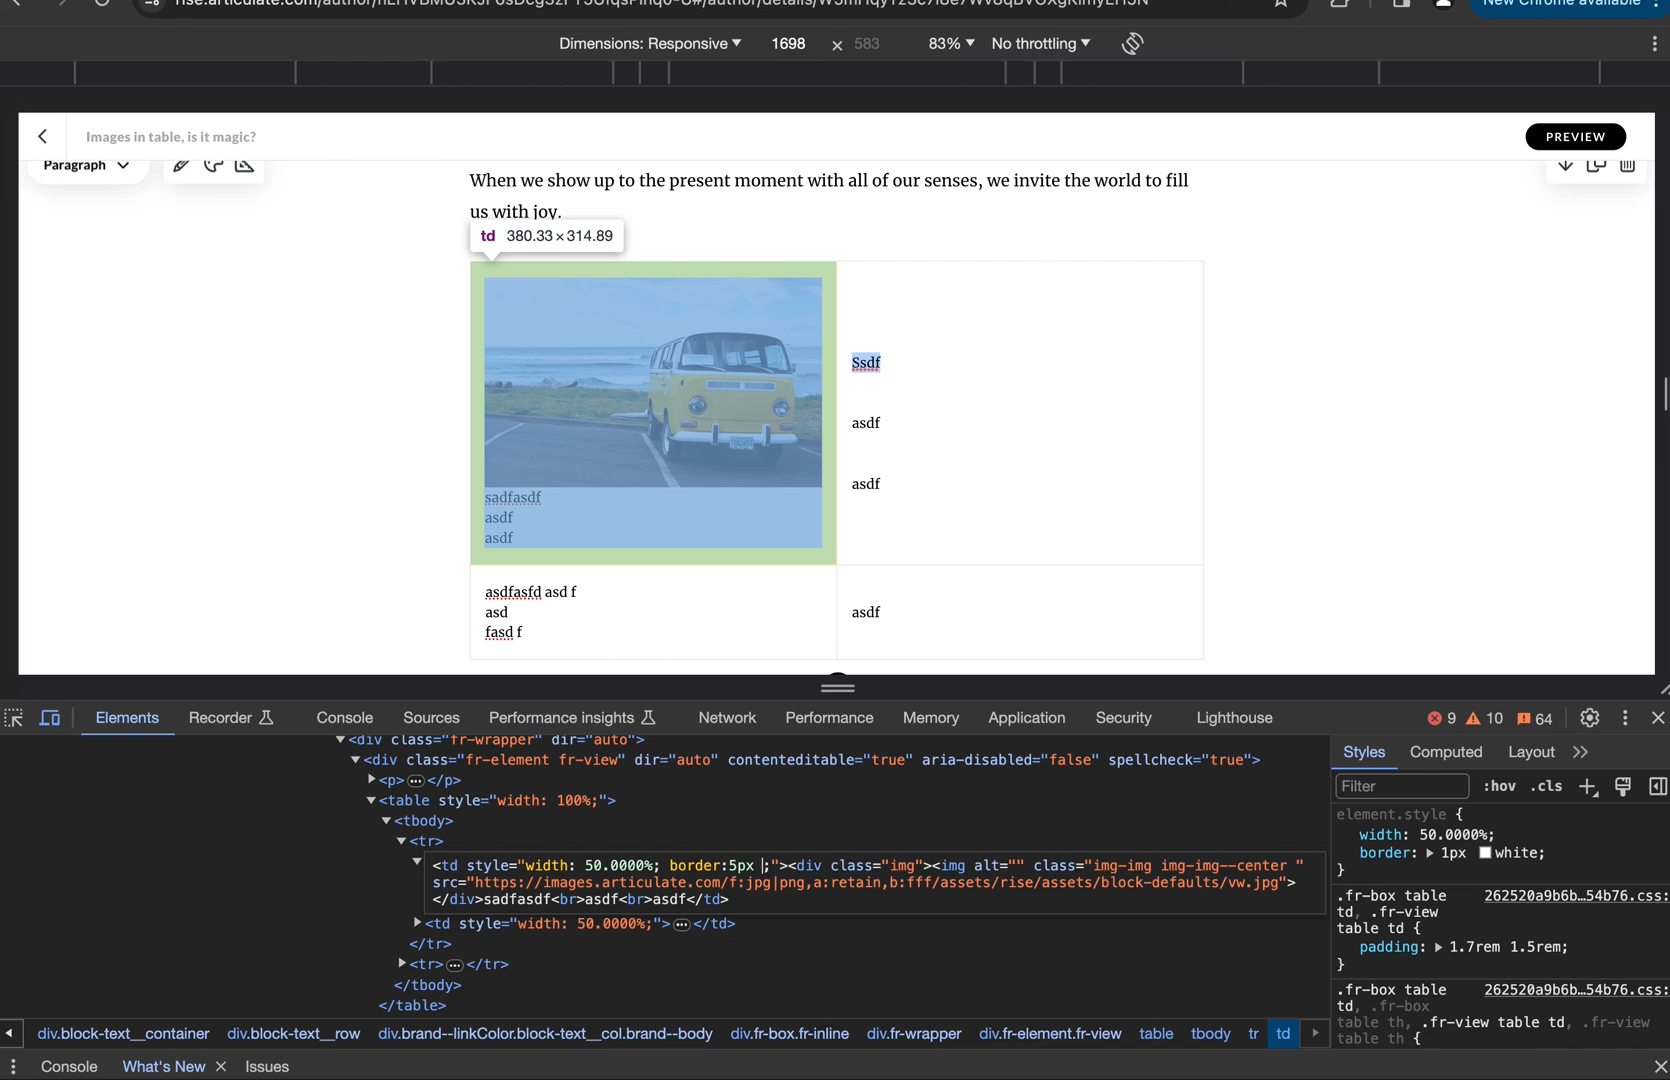 New Chrome available
Dimensions: Responsive 1698 × 583 83% No throttling
Images in table, is it magic?
PREVIEW
Paragraph
When we show up to the present moment with all of our senses, we invite the world to fill
us with joy.
td 380.33×314.89
Ssdf
asdf
asdf
sadfasdf
asdf
asdf
asdfasfd asd f
asd
fasd f
asdf
Elements Recorder Console Sources Performance insights Network Performance Memory Application Security Lighthouse 9 10 64
<div class="fr-wrapper" dir="auto">
<div class="fr-element fr-view" dir="auto" contenteditable="true" aria-disabled="false" spellcheck="true">
<p>…</p>
<table style="width: 100%;">
<tbody>
<tr>
<td style="width: 50.0000%; border:5px ;"><div class="img"><img alt="" class="img-img img-img--center "
src="https://images.articulate.com/f:jpg|png,a:retain,b:fff/assets/rise/assets/block-defaults/vw.jpg">
</div>sadfasdf<br>asdf<br>asdf</td>
<td style="width: 50.0000%;">…</td>
</tr>
<tr>…</tr>
</tbody>
</table>
Styles Computed Layout
Filter :hov .cls
element.style {
width: 50.0000%;
border: 1px white;
}
.fr-box table 262520a9b6b…54b76.css:
td, .fr-view
table td {
padding: 1.7rem 1.5rem;
}
.fr-box table 262520a9b6b…54b76.css:
td, .fr-box
table th, .fr-view table td, .fr-view
table th {
div.block-text__container div.block-text__row div.brand--linkColor.block-text__col.brand--body div.fr-box.fr-inline div.fr-wrapper div.fr-element.fr-view table tbody tr td
Console What's New Issues